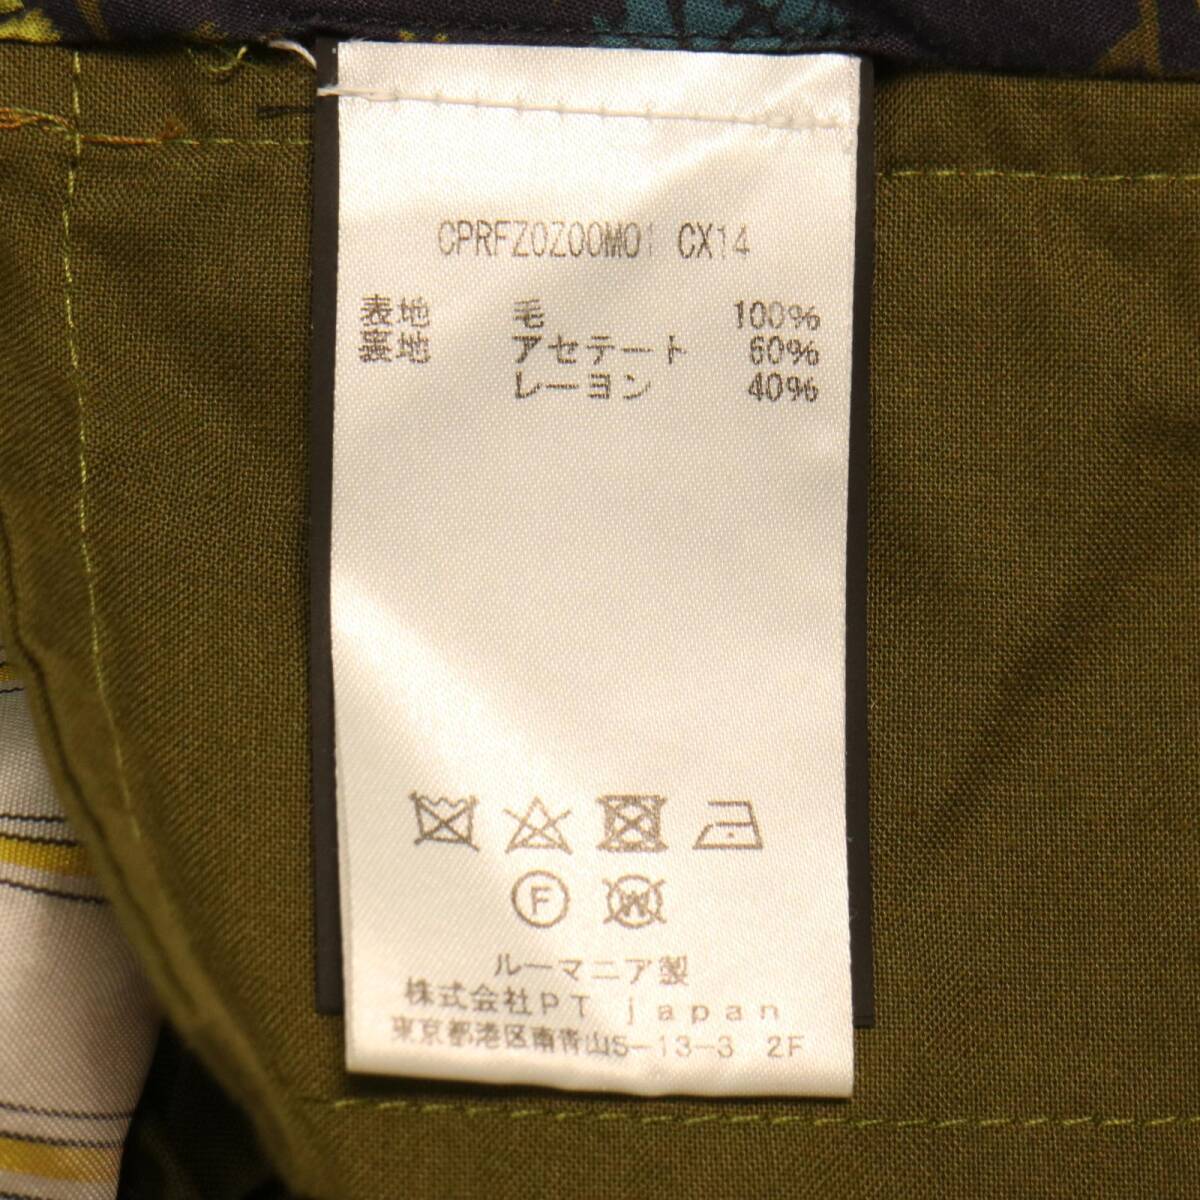 CPRFZ0Z00M01 CX14
表地 毛 100%
裏地 アセテート 60%
レーヨン 40%
F W
ルーマニア製
株式会社PT japan
東京都港区南青山5-13-3 2F